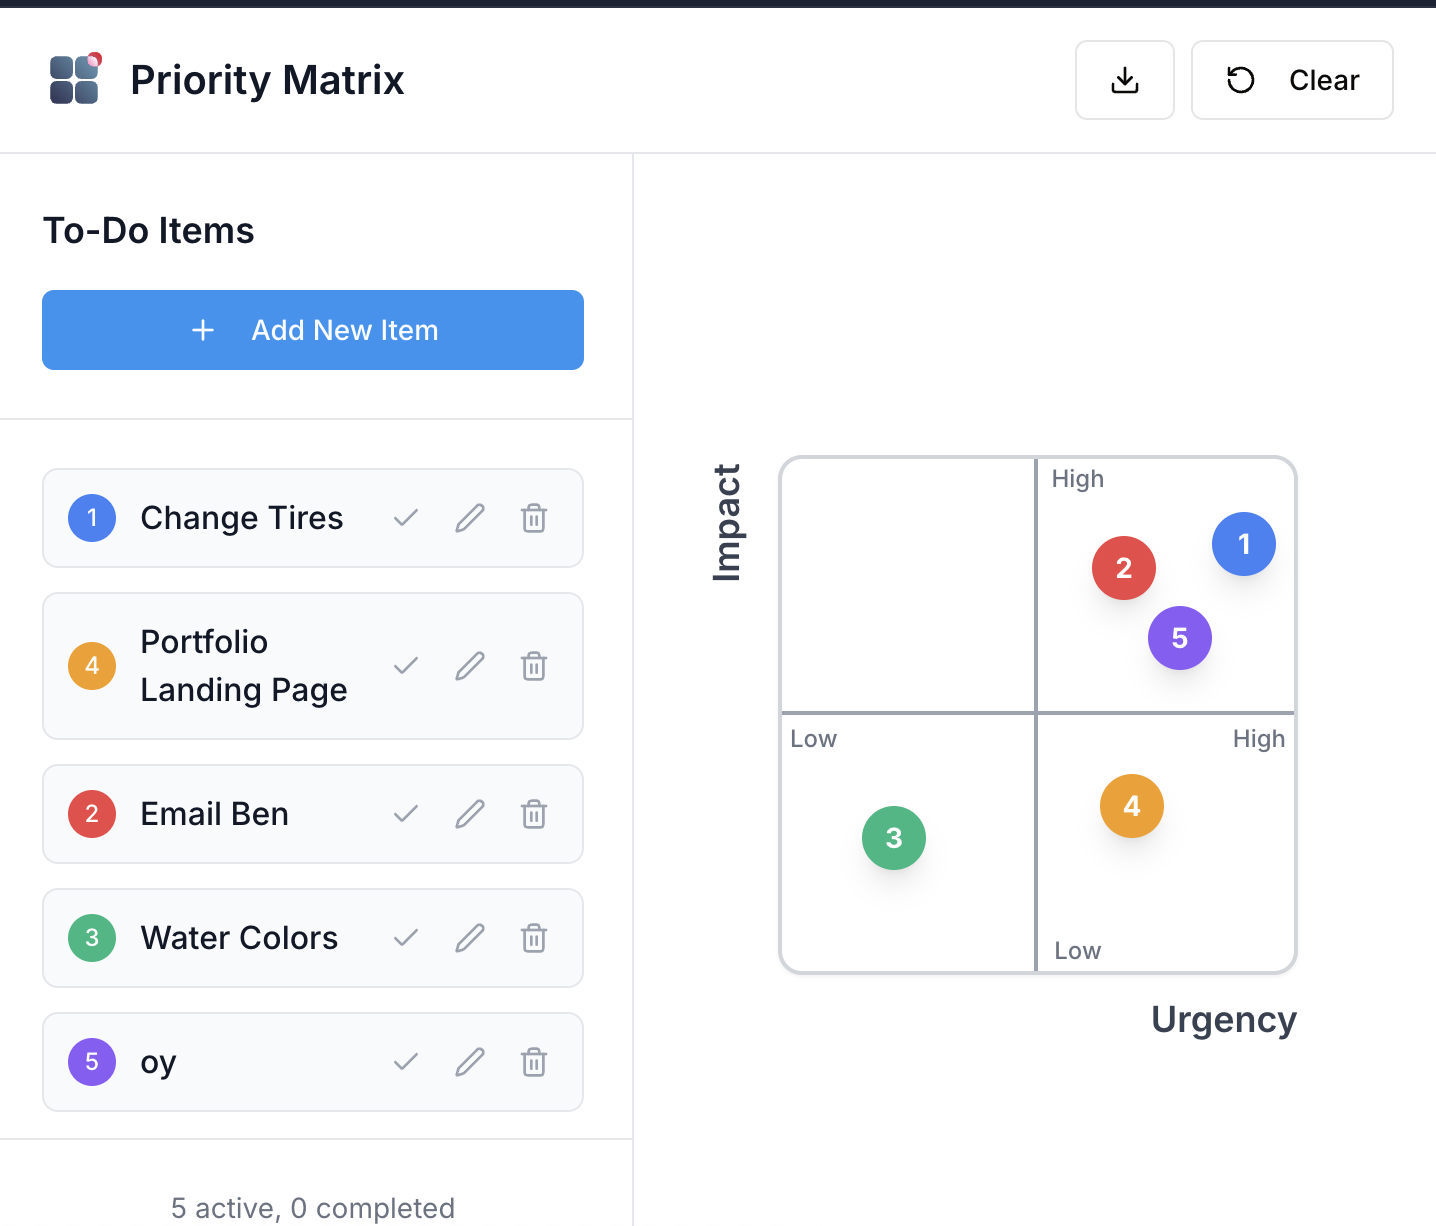 Priority Matrix
Clear
To-Do Items
Add New Item
1 Change Tires
4 Portfolio
Landing Page
2 Email Ben
3 Water Colors
5 oy
5 active, 0 completed
Impact
High
1
2
5
Low
High
4
3
Low
Urgency